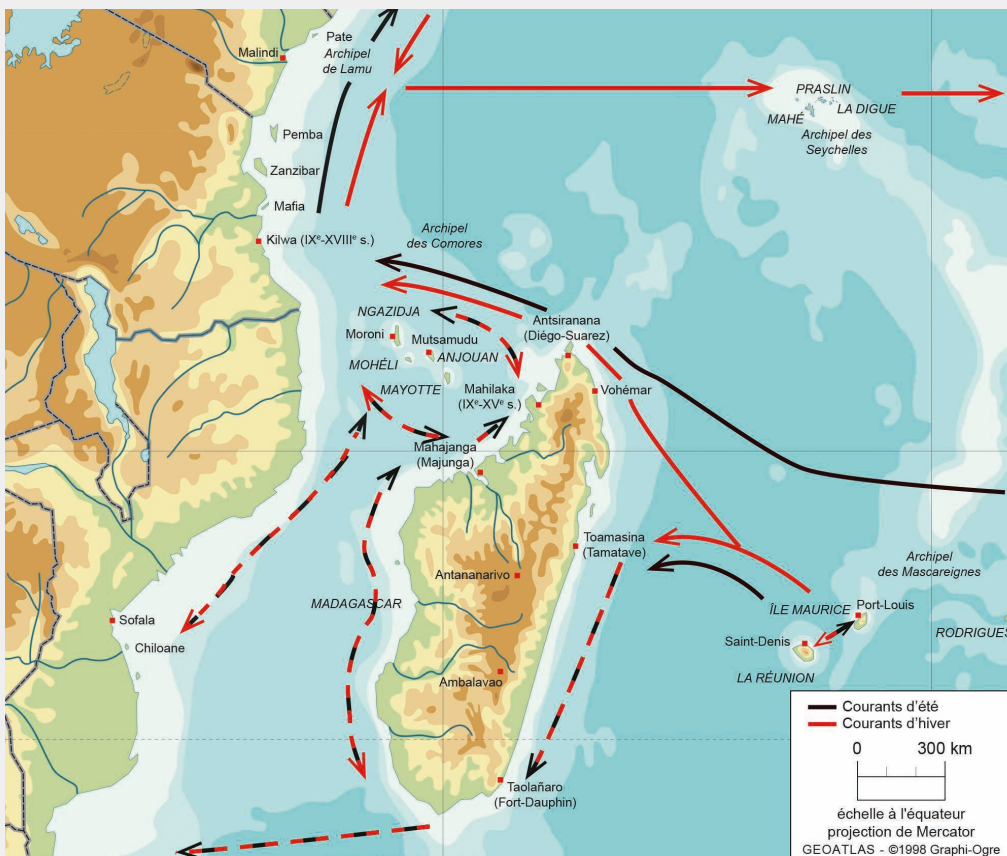 Pate
Archipel
de Lamu
Malindi
PRASLIN
LA DIGUE
MAHÉ
Archipel des
Seychelles
Pemba
Zanzibar
Mafia
Kilwa (IXᵉ-XVIIIᵉ s.)
Archipel
des Comores
NGAZIDJA
Moroni
Mutsamudu
ANJOUAN
MOHÉLI
MAYOTTE
Antsiranana
(Diégo-Suarez)
Mahilaka
(IXᵉ-XVᵉ s.)
Vohémar
Mahajanga
(Majunga)
Toamasina
(Tamatave)
Antananarivo
MADAGASCAR
Archipel
des Mascareignes
ÎLE MAURICE
Port-Louis
Saint-Denis
RODRIGUES
LA RÉUNION
Sofala
Chiloane
Ambalavao
Taolañaro
(Fort-Dauphin)
Courants d'été
Courants d'hiver
0 300 km
échelle à l'équateur
projection de Mercator
GEOATLAS - ©1998 Graphi-Ogre